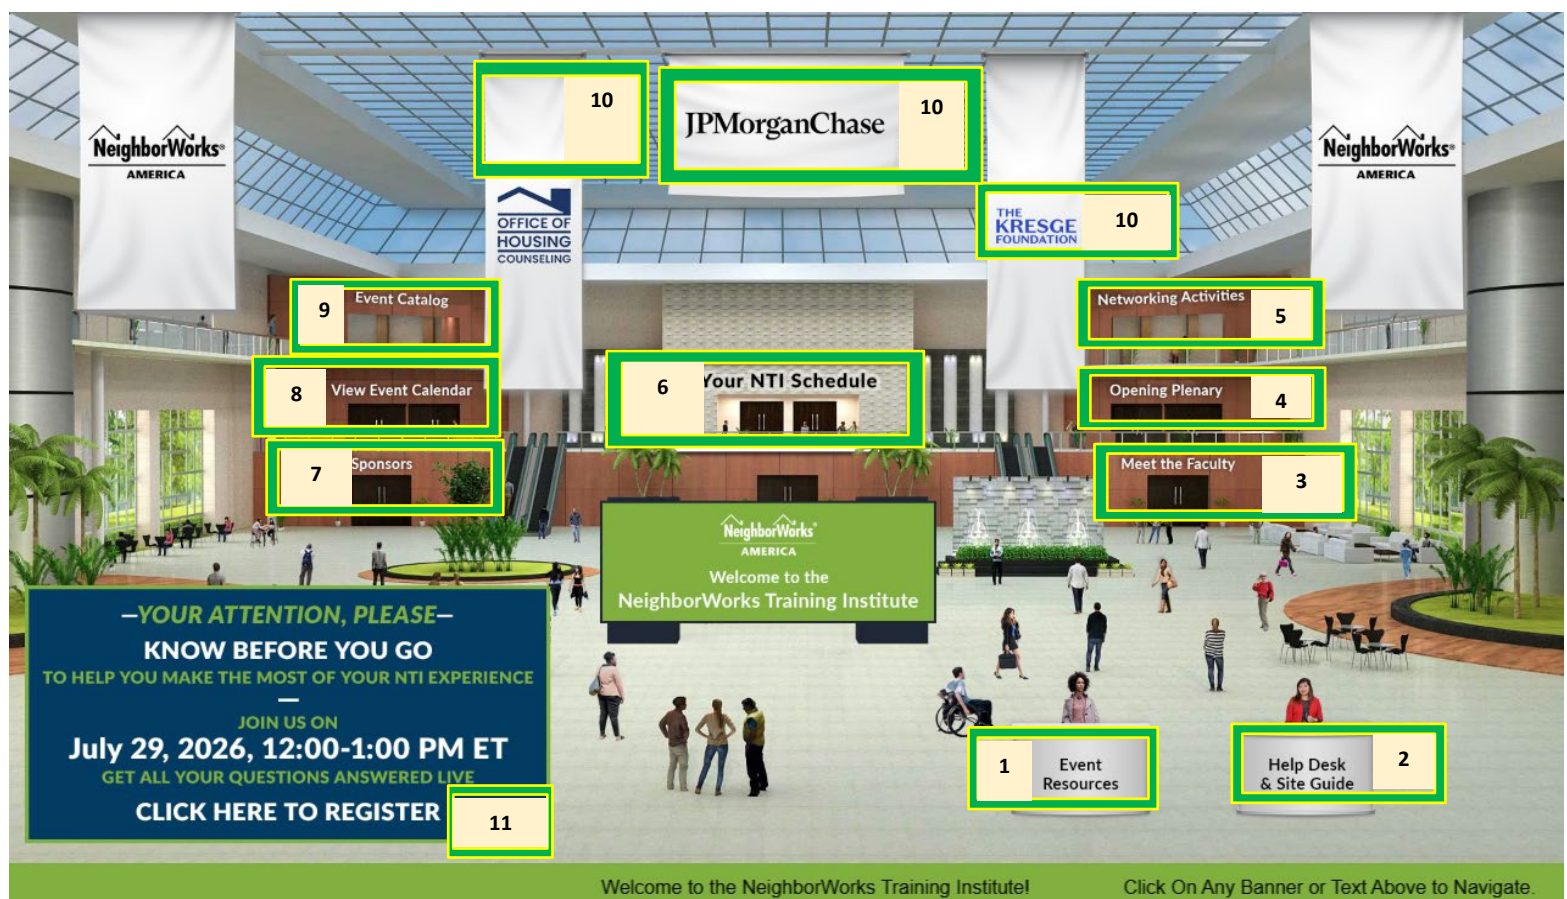 NeighborWorks®
AMERICA
10
JPMorganChase
10
NeighborWorks®
AMERICA
OFFICE OF
HOUSING
COUNSELING
THE
KRESGE
FOUNDATION
10
9
Event Catalog
Networking Activities
5
8
View Event Calendar
6
Your NTI Schedule
Opening Plenary
4
7
Sponsors
Meet the Faculty
3
NeighborWorks®
AMERICA
Welcome to the
NeighborWorks Training Institute
—YOUR ATTENTION, PLEASE—
KNOW BEFORE YOU GO
TO HELP YOU MAKE THE MOST OF YOUR NTI EXPERIENCE
—
JOIN US ON
July 29, 2026, 12:00-1:00 PM ET
GET ALL YOUR QUESTIONS ANSWERED LIVE
CLICK HERE TO REGISTER
11
1
Event
Resources
Help Desk
& Site Guide
2
Welcome to the NeighborWorks Training Institute!
Click On Any Banner or Text Above to Navigate.